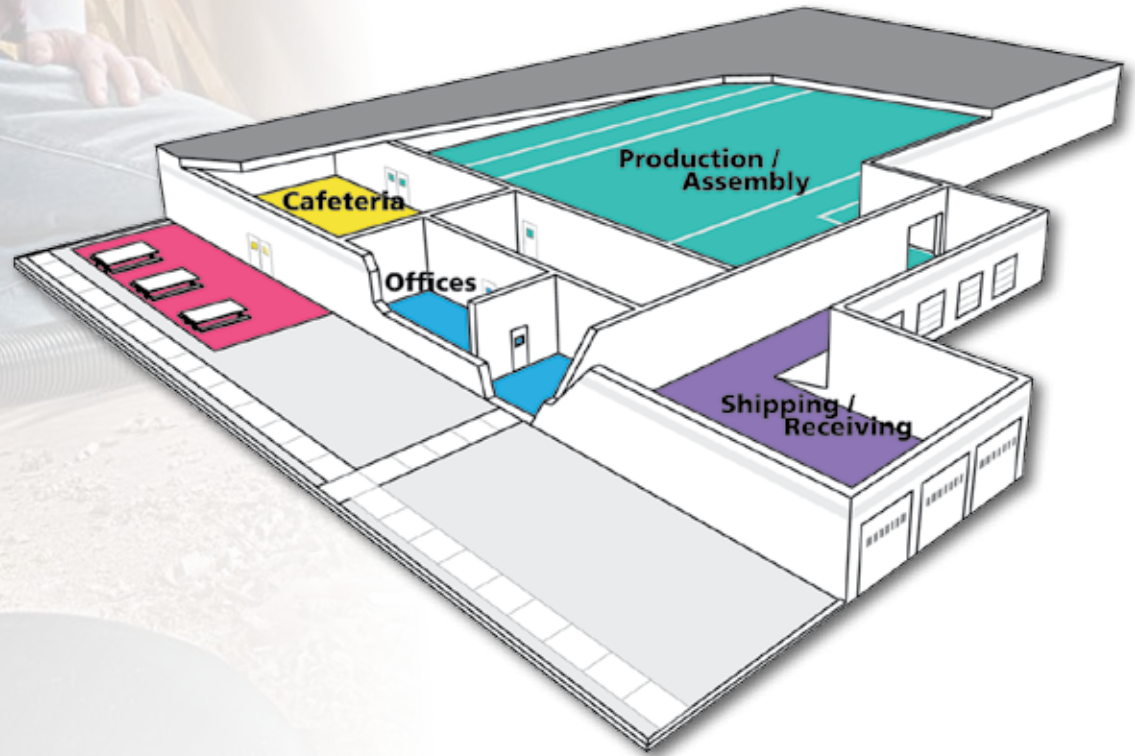 Production /
Assembly
Cafeteria
Offices
Shipping /
Receiving